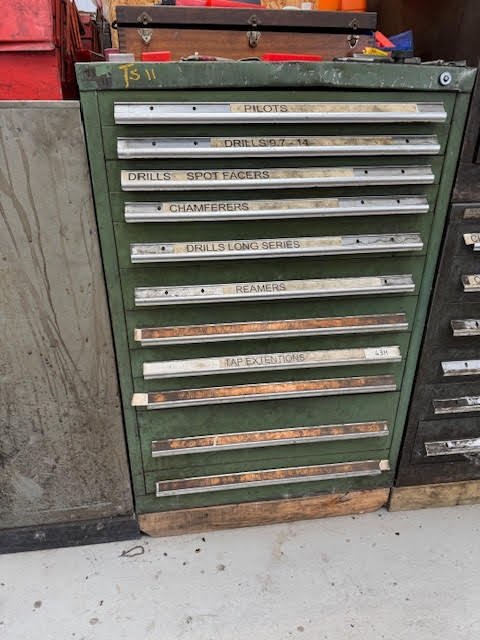 TS 11
PILOTS
DRILLS 9.7 - 14
DRILLS SPOT FACERS
CHAMFERERS
DRILLS LONG SERIES
REAMERS
TAP EXTENTIONS 43H